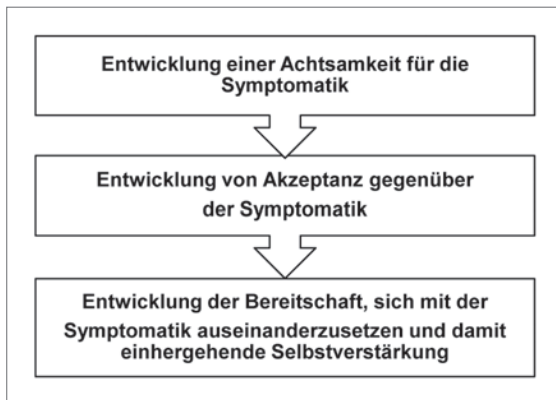 Entwicklung einer Achtsamkeit für die
Symptomatik
Entwicklung von Akzeptanz gegenüber
der Symptomatik
Entwicklung der Bereitschaft, sich mit der
Symptomatik auseinanderzusetzen und damit
einhergehende Selbstverstärkung